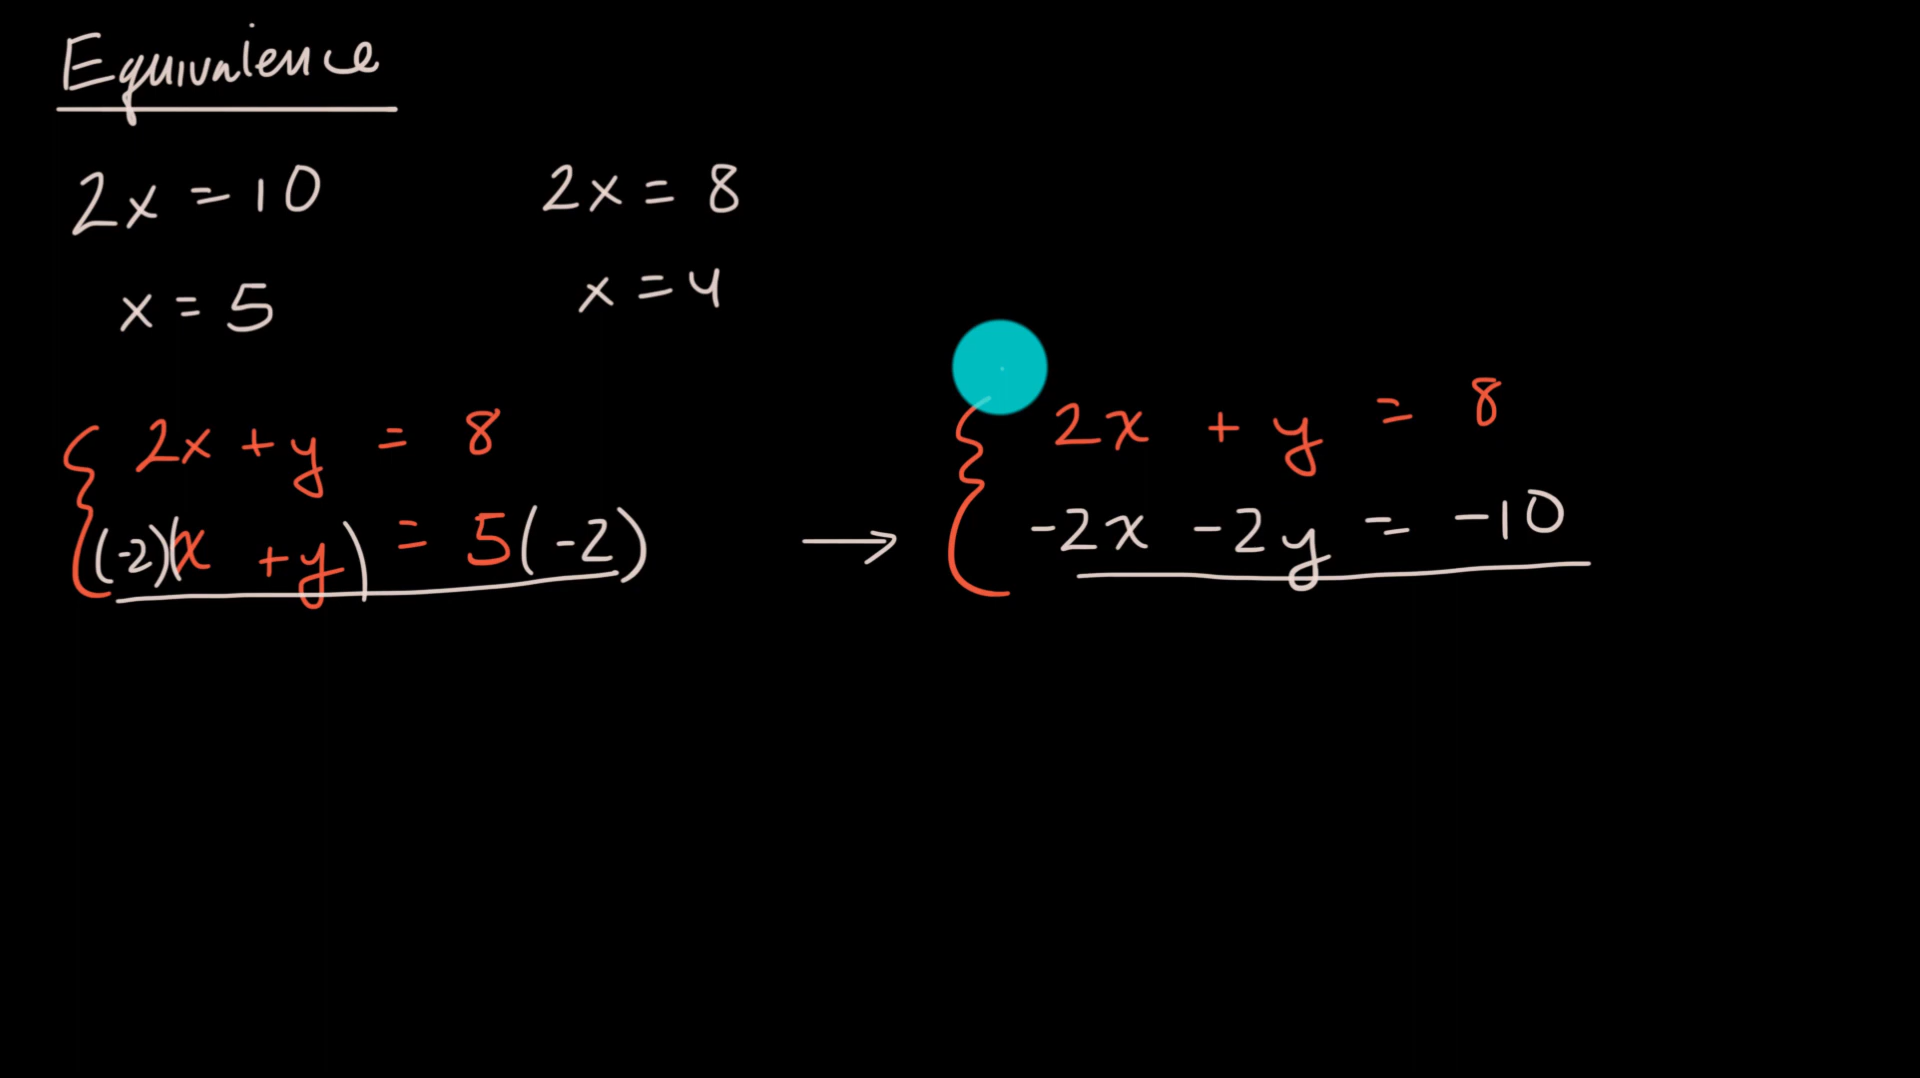 Equivalence
2x = 10
x = 5
2x = 8
x = 4
2x + y = 8
(-2)(x + y) = 5(-2)
→
2x + y = 8
-2x - 2y = -10